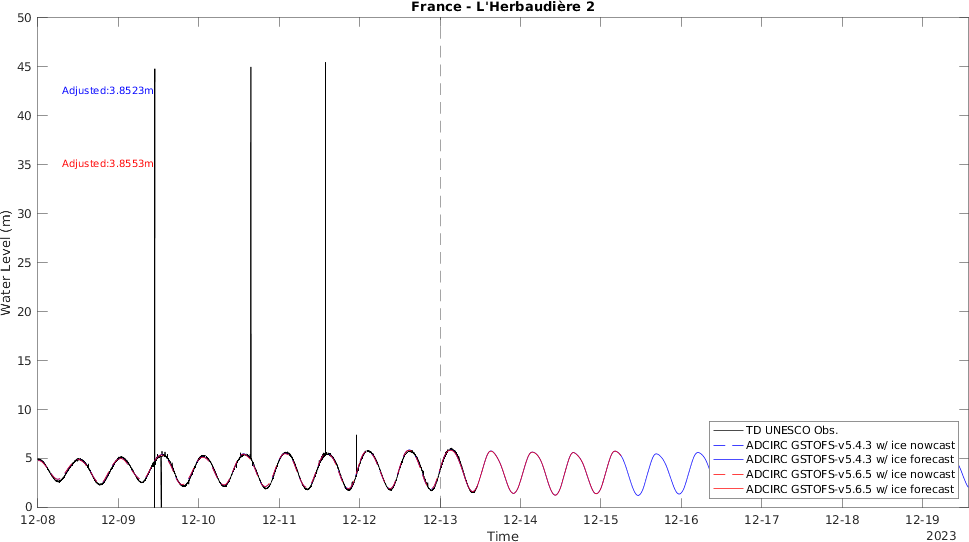 France - L'Herbaudière 2
50
45
40
35
30
25
20
15
10
5
0
Water Level (m)
Adjusted:3.8523m
Adjusted:3.8553m
TD UNESCO Obs.
ADCIRC GSTOFS-v5.4.3 w/ ice nowcast
ADCIRC GSTOFS-v5.4.3 w/ ice forecast
ADCIRC GSTOFS-v5.6.5 w/ ice nowcast
ADCIRC GSTOFS-v5.6.5 w/ ice forecast
12-08 12-09 12-10 12-11 12-12 12-13 12-14 12-15 12-16 12-17 12-18 12-19
Time
2023